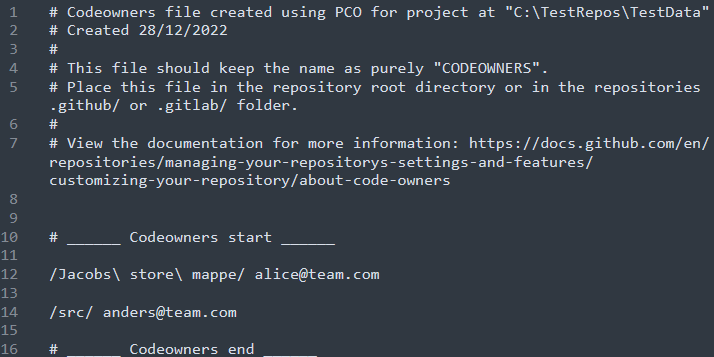 1 # Codeowners file created using PCO for project at "C:\TestRepos\TestData"
2 # Created 28/12/2022
3 #
4 # This file should keep the name as purely "CODEOWNERS".
5 # Place this file in the repository root directory or in the repositories
.github/ or .gitlab/ folder.
6 #
7 # View the documentation for more information: https://docs.github.com/en/
repositories/managing-your-repositorys-settings-and-features/
customizing-your-repository/about-code-owners
8
9
10 # ______ Codeowners start ______
11
12 /Jacobs\ store\ mappe/ alice@team.com
13
14 /src/ anders@team.com
15
16 # ______ Codeowners end ______